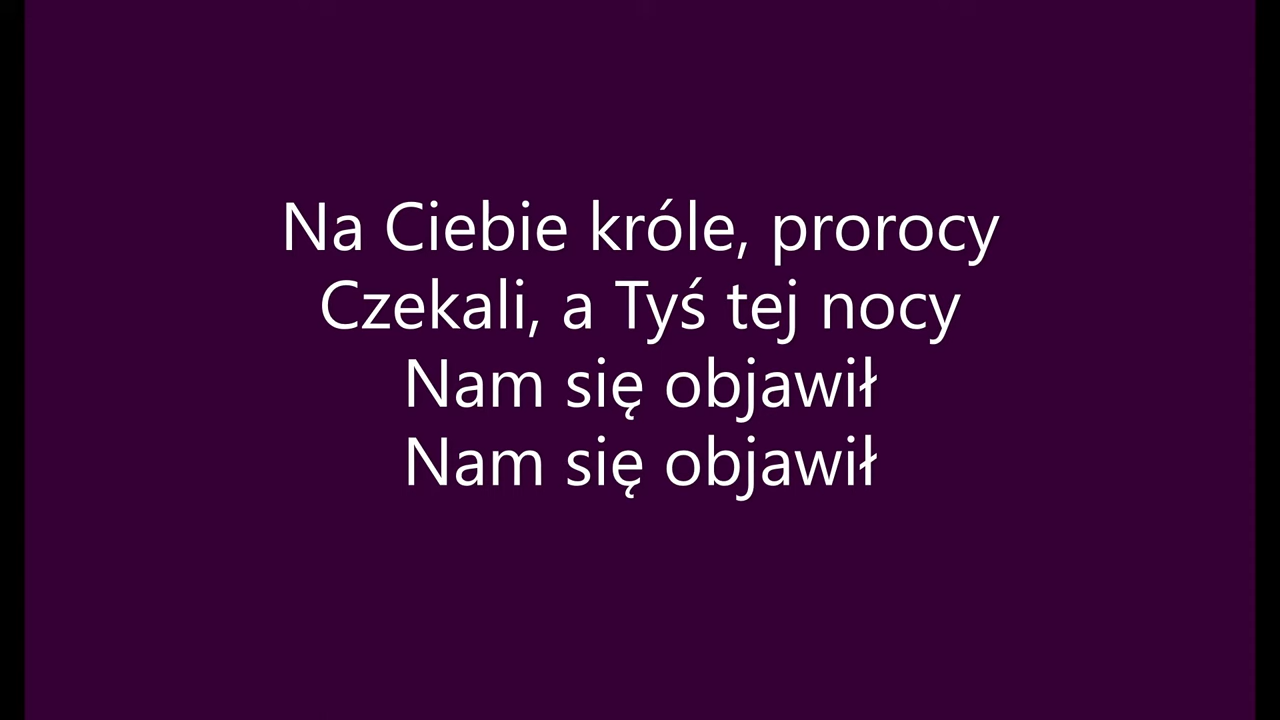 Na Ciebie króle, prorocy
Czekali, a Tyś tej nocy
Nam się objawił
Nam się objawił